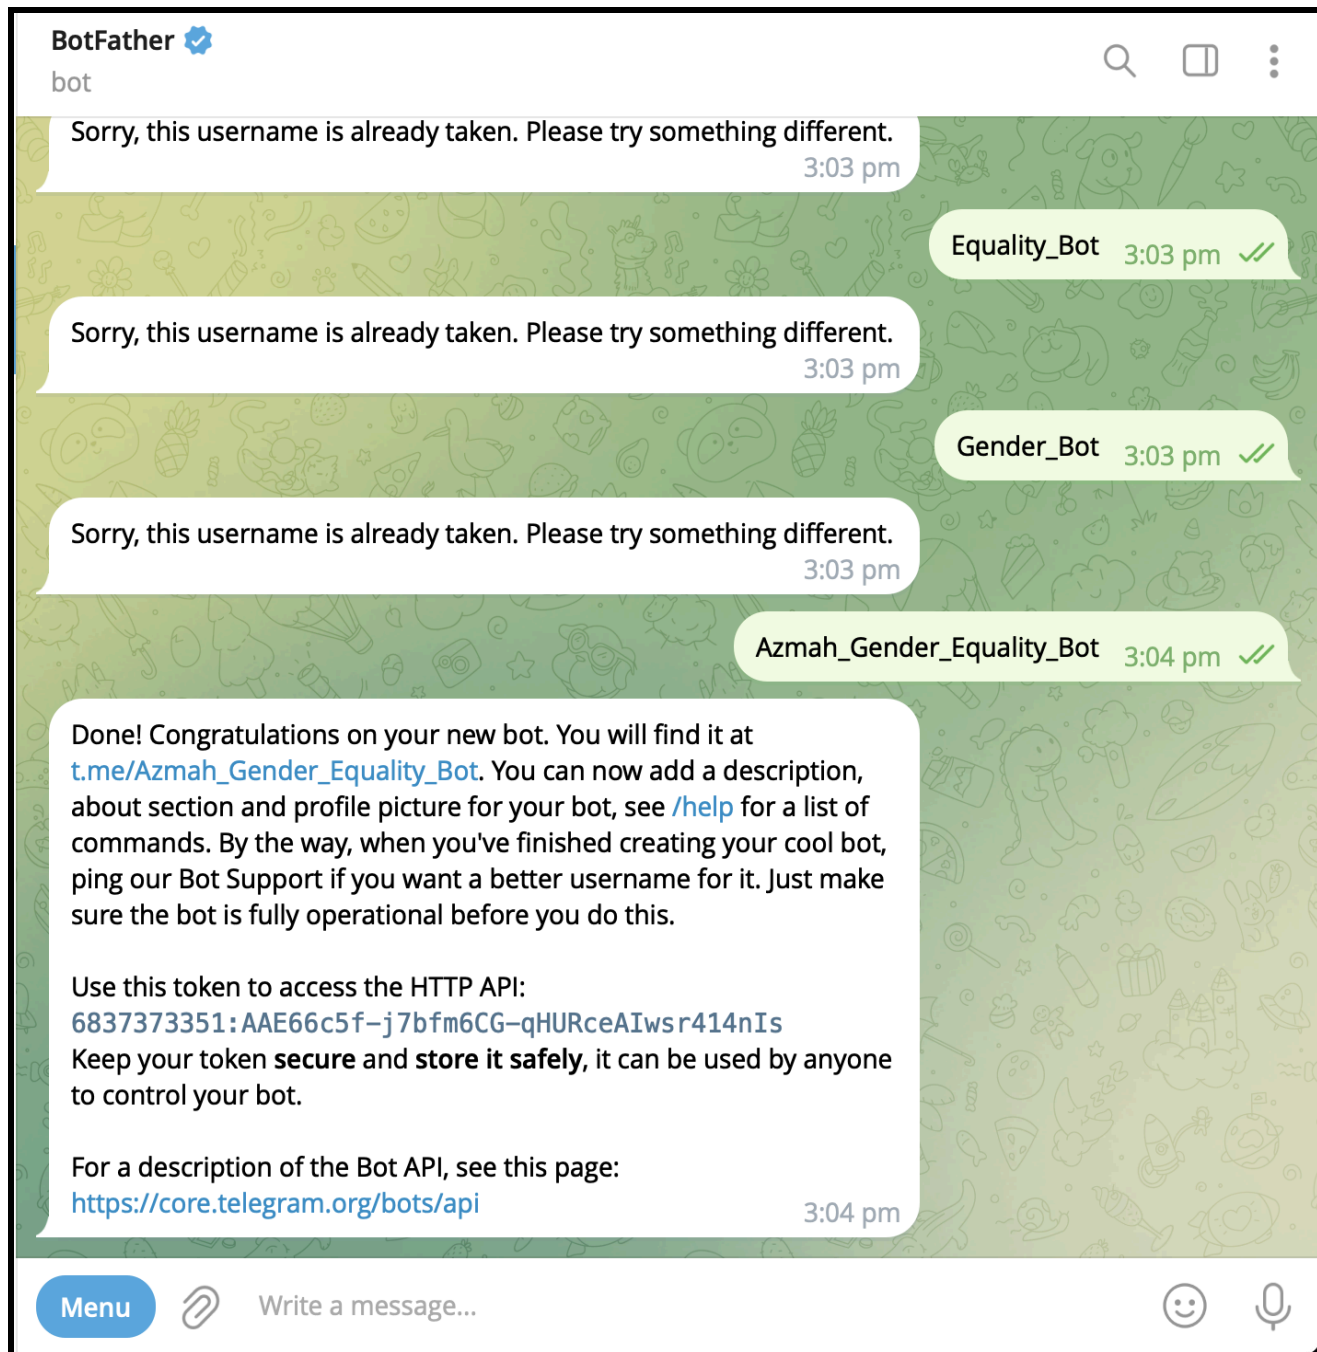 BotFather
bot
Sorry, this username is already taken. Please try something different.
3:03 pm
Equality_Bot 3:03 pm
Sorry, this username is already taken. Please try something different.
3:03 pm
Gender_Bot 3:03 pm
Sorry, this username is already taken. Please try something different.
3:03 pm
Azmah_Gender_Equality_Bot 3:04 pm
Done! Congratulations on your new bot. You will find it at
t.me/Azmah_Gender_Equality_Bot. You can now add a description,
about section and profile picture for your bot, see /help for a list of
commands. By the way, when you've finished creating your cool bot,
ping our Bot Support if you want a better username for it. Just make
sure the bot is fully operational before you do this.
Use this token to access the HTTP API:
6837373351:AAE66c5f-j7bfm6CG-qHURceAIwsr414nIs
Keep your token secure and store it safely, it can be used by anyone
to control your bot.
For a description of the Bot API, see this page:
https://core.telegram.org/bots/api
3:04 pm
Menu
Write a message...